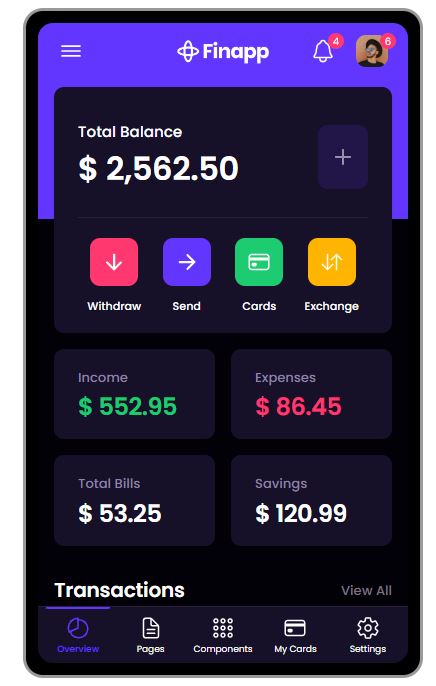 Finapp
4
6
Total Balance
$ 2,562.50
Withdraw Send Cards Exchange
Income Expenses
$ 552.95 $ 86.45
Total Bills Savings
$ 53.25 $ 120.99
Transactions View All
Overview Pages Components My Cards Settings